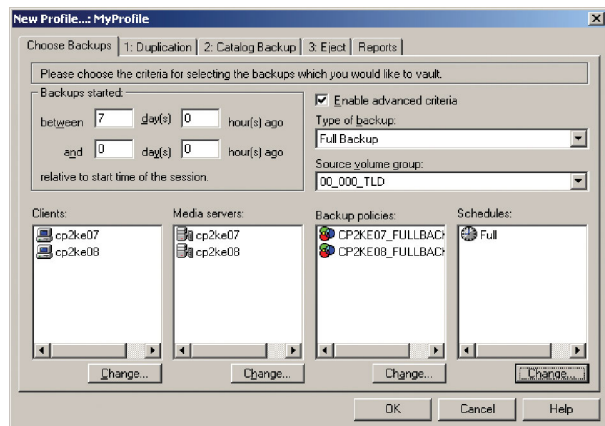 New Profile...: MyProfile
Choose Backups 1: Duplication 2: Catalog Backup 3: Eject Reports
Please choose the criteria for selecting the backups which you would like to vault.
Backups started:
between 7 day(s) 0 hour(s) ago
and 0 day(s) 0 hour(s) ago
relative to start time of the session.
Enable advanced criteria
Type of backup:
Full Backup
Source volume group:
00_000_TLD
Clients:
cp2ke07
cp2ke08
Change...
Media servers:
cp2ke07
cp2ke08
Change...
Backup policies:
CP2KE07_FULLBACK
CP2KE08_FULLBACK
Change...
Schedules:
Full
Change...
OK Cancel Help